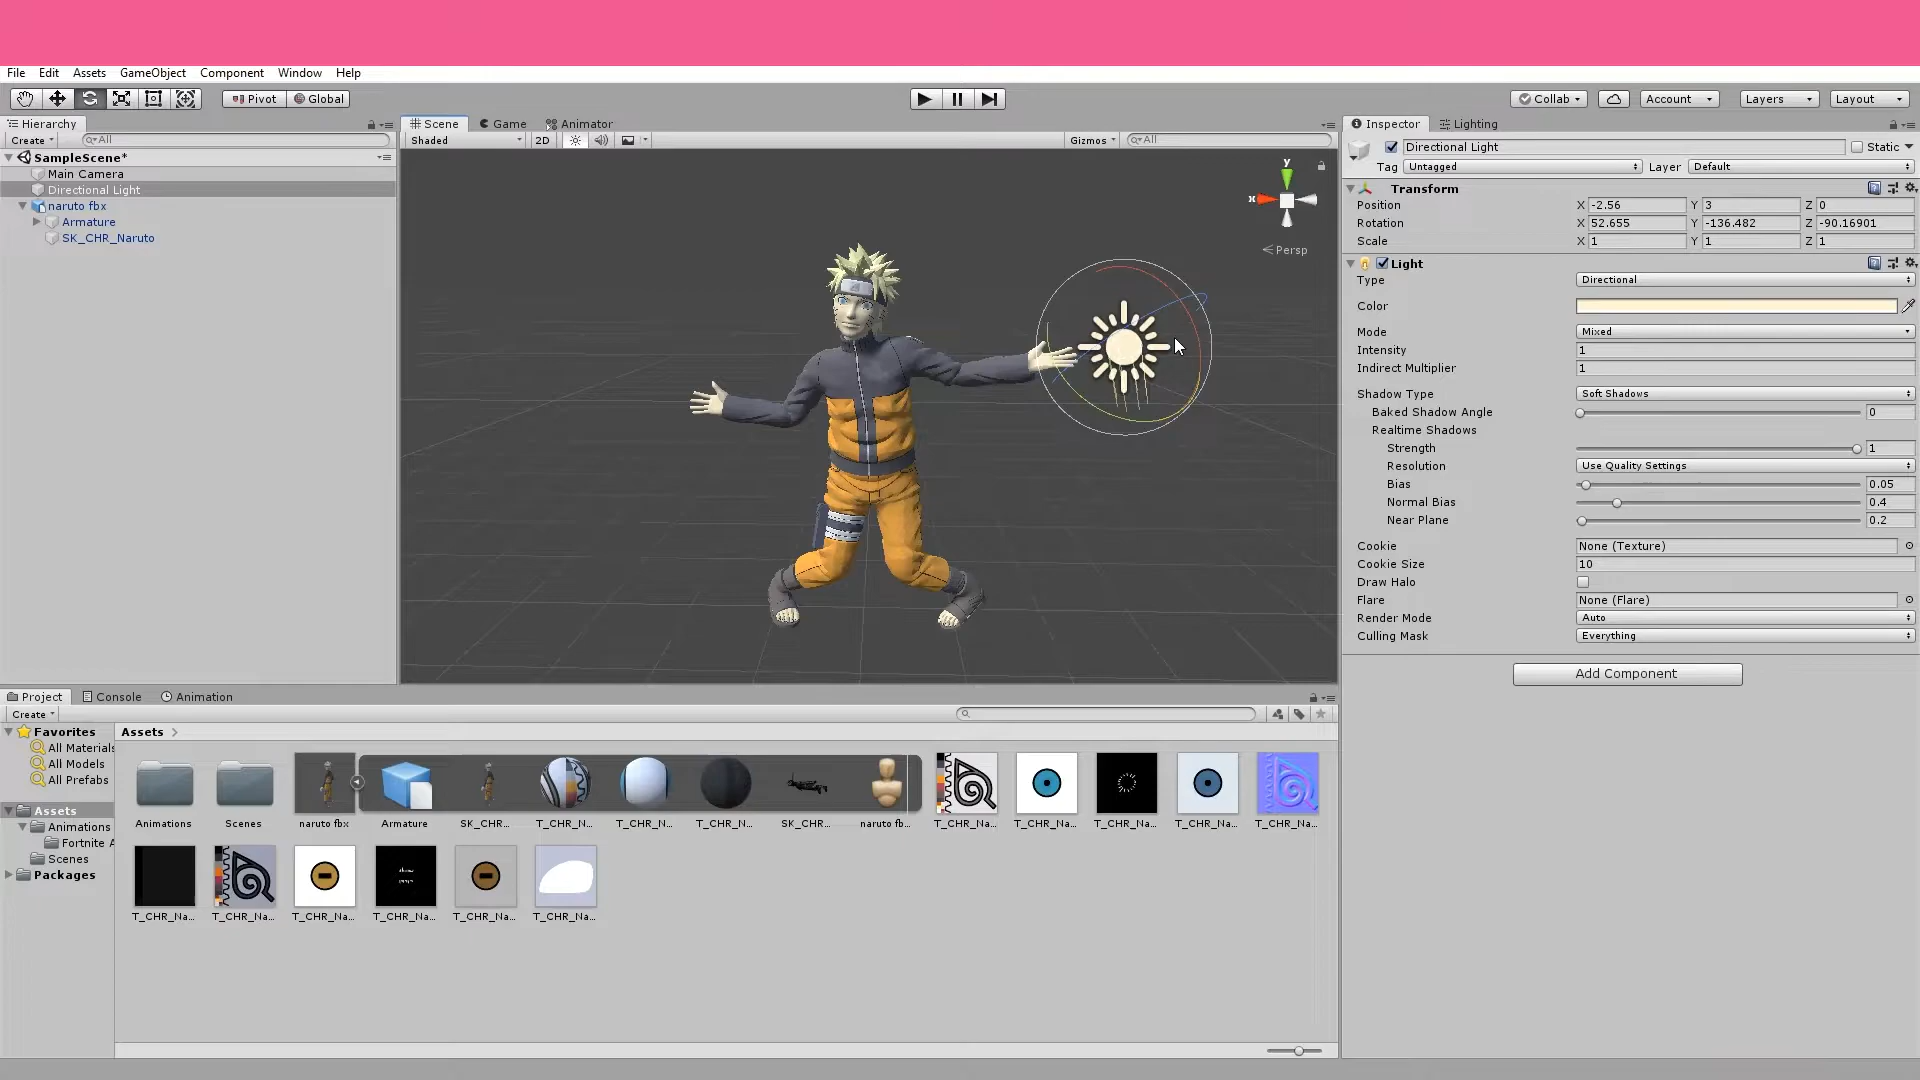 File Edit Assets GameObject Component Window Help
Pivot Global Collab Account Layers Layout
Hierarchy
Create All
SampleScene*
Main Camera
Directional Light
naruto fbx
Armature
SK_CHR_Naruto
Scene Game Animator
Shaded 2D Gizmos All
y
x
Persp
Inspector Lighting
Directional Light Static
Tag Untagged Layer Default
Transform
Position X -2.56 Y 3 Z 0
Rotation X 52.655 Y -136.482 Z -90.16901
Scale X 1 Y 1 Z 1
Light
Type Directional
Color
Mode Mixed
Intensity 1
Indirect Multiplier 1
Shadow Type Soft Shadows
Baked Shadow Angle 0
Realtime Shadows
Strength 1
Resolution Use Quality Settings
Bias 0.05
Normal Bias 0.4
Near Plane 0.2
Cookie None (Texture)
Cookie Size 10
Draw Halo
Flare None (Flare)
Render Mode Auto
Culling Mask Everything
Add Component
Project Console Animation
Create
Favorites
All Materials
All Models
All Prefabs
Assets
Animations
Fortnite A
Scenes
Packages
Assets
Animations Scenes naruto fbx Armature SK_CHR... T_CHR_N... T_CHR_N... T_CHR_N... SK_CHR... naruto fb... T_CHR_Na... T_CHR_Na... T_CHR_Na... T_CHR_Na... T_CHR_Na...
T_CHR_Na... T_CHR_Na... T_CHR_Na... T_CHR_Na... T_CHR_Na... T_CHR_Na...